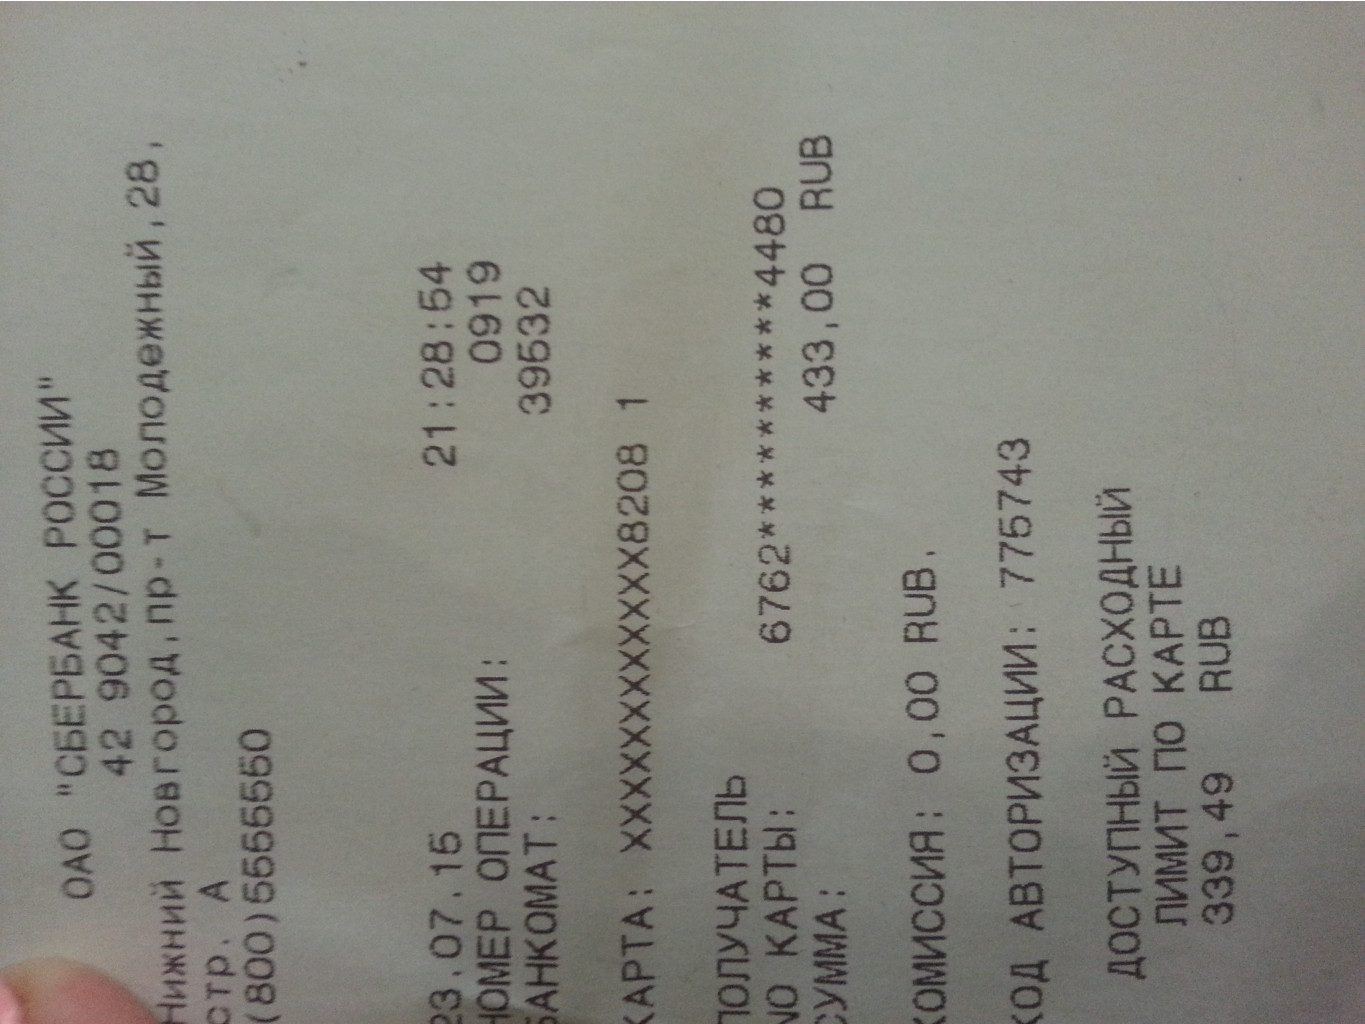 ОАО "СБЕРБАНК РОССИИ"
42 9042/00018
Нижний Новгород,пр-т Молодежный,28,
стр. А
(800)5555550
23.07.15 21:28:54
НОМЕР ОПЕРАЦИИ: 0919
БАНКОМАТ: 39532
КАРТА: XXXXXXXXXXXXXX8208 1
ПОЛУЧАТЕЛЬ
NO КАРТЫ: 6762**********4480
СУММА: 433,00 RUB
КОМИССИЯ: 0,00 RUB.
КОД АВТОРИЗАЦИИ: 775743
ДОСТУПНЫЙ РАСХОДНЫЙ
ЛИМИТ ПО КАРТЕ
339,49 RUB